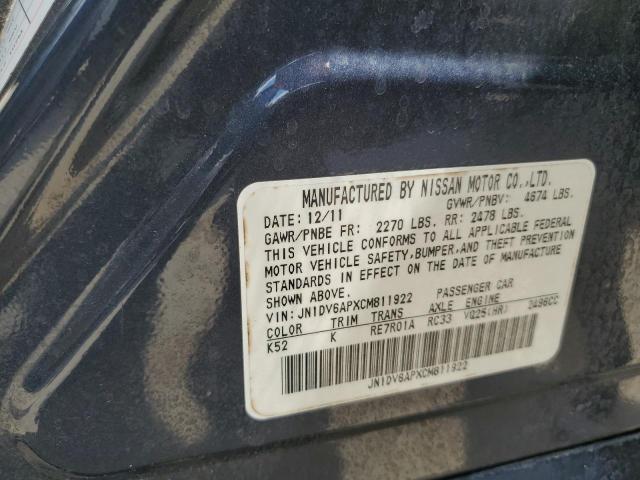 MANUFACTURED BY NISSAN MOTOR CO.,LTD.
DATE: 12/11 GVWR/PNBV: 4674 LBS.
GAWR/PNBE FR: 2270 LBS. RR: 2478 LBS.
THIS VEHICLE CONFORMS TO ALL APPLICABLE FEDERAL
MOTOR VEHICLE SAFETY,BUMPER,AND THEFT PREVENTION
STANDARDS IN EFFECT ON THE DATE OF MANUFACTURE
SHOWN ABOVE.
VIN: JN1DV6APXCM811922 PASSENGER CAR
COLOR TRIM TRANS AXLE ENGINE
K52 K RE7R01A RC33 VQ25(HR) 2496CC
JN1DV6APXCM811922